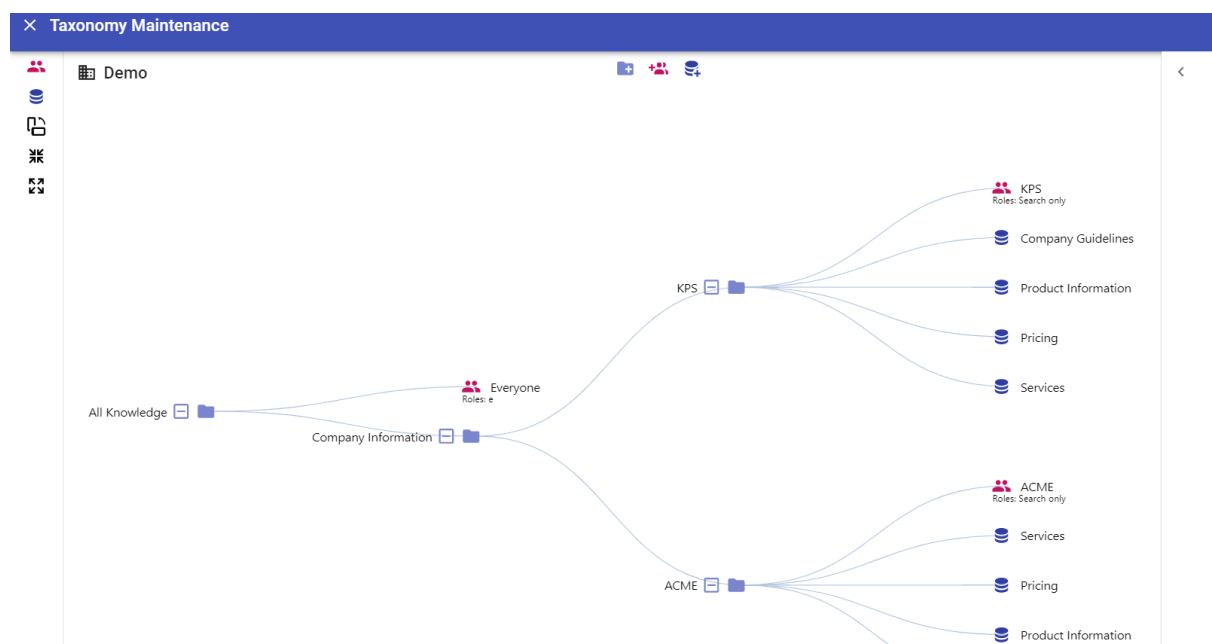 Taxonomy Maintenance
Demo
KPS
Roles: Search only
Company Guidelines
KPS
Product Information
Pricing
Everyone
Roles: e
Services
All Knowledge
Company Information
ACME
Roles: Search only
Services
ACME
Pricing
Product Information